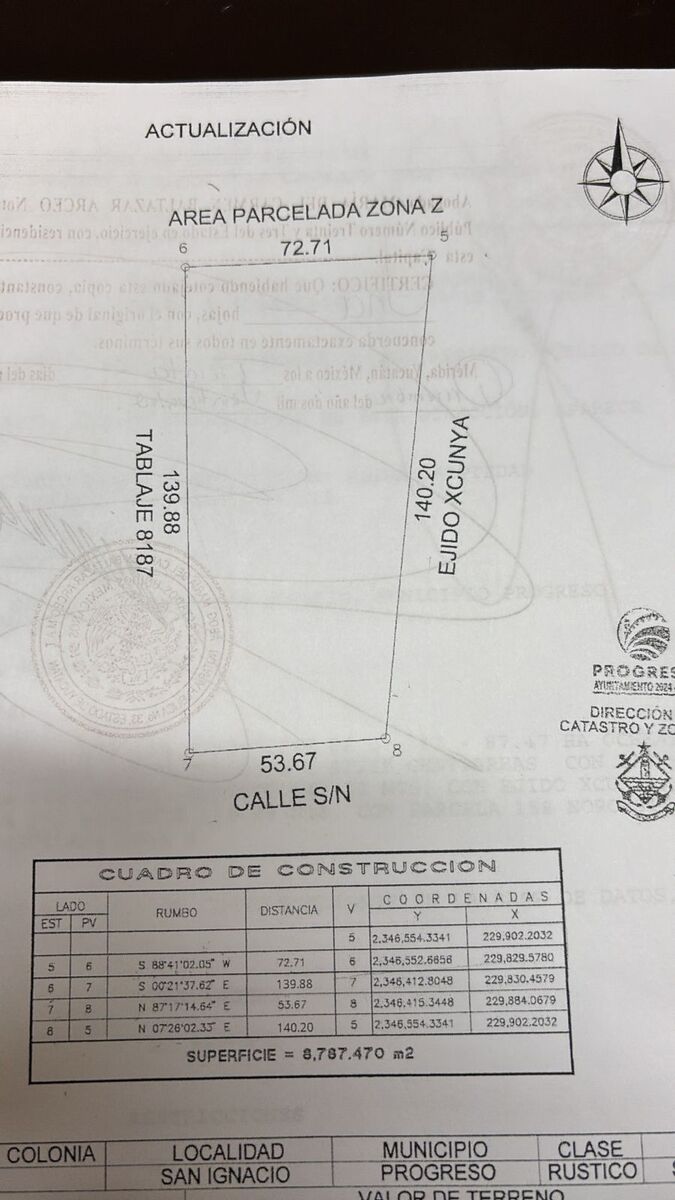 ACTUALIZACIÓN
AREA PARCELADA ZONA Z
6 72.71 5
TABLAJE 8187
139.88
140.20
EJIDO XCUNYA
7 53.67 8
CALLE S/N
PROGRES
AYUNTAMIENTO 2024 -
DIRECCIÓN
CATASTRO Y ZO
CUADRO DE CONSTRUCCION
LADO RUMBO DISTANCIA V COORDENADAS
EST PV Y X
5 2,346,554.3341 229,902.2032
5 6 S 88°41'02.05" W 72.71 6 2,346,552.6656 229,829.5780
6 7 S 00°21'37.62" E 139.88 7 2,346,412.8048 229,830.4579
7 8 N 87°17'14.64" E 53.67 8 2,346,415.3448 229,884.0679
8 5 N 07°26'02.33" E 140.20 5 2,346,554.3341 229,902.2032
SUPERFICIE = 8,787.470 m2
COLONIA LOCALIDAD MUNICIPIO CLASE
SAN IGNACIO PROGRESO RUSTICO
VALOR DE TERRENO